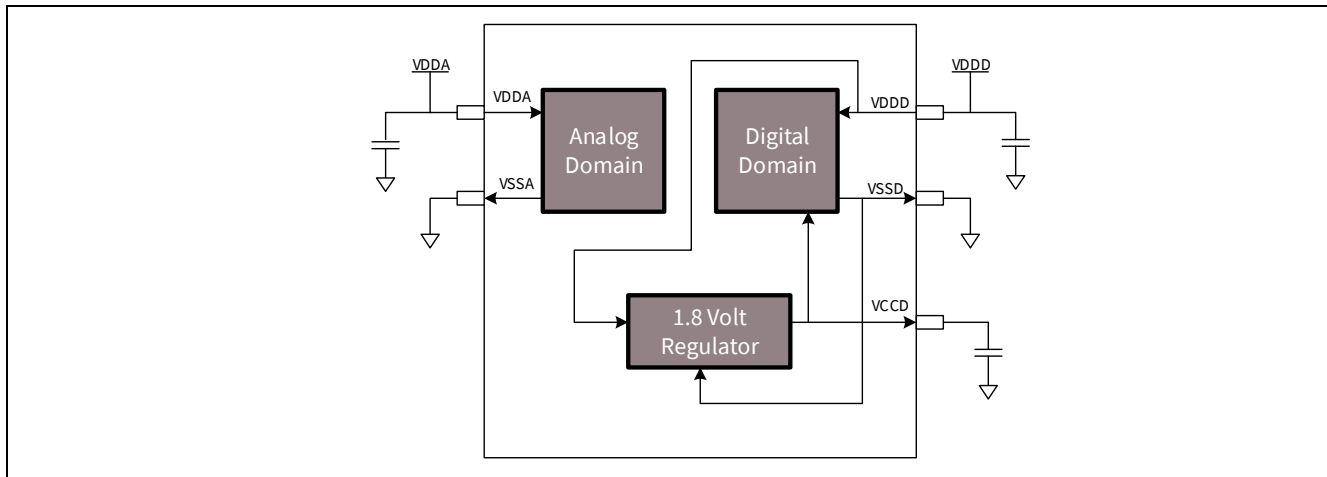 VDDA
VDDD
VDDA
VDDD
Analog
Domain
Digital
Domain
VSSA
VSSD
1.8 Volt
Regulator
VCCD